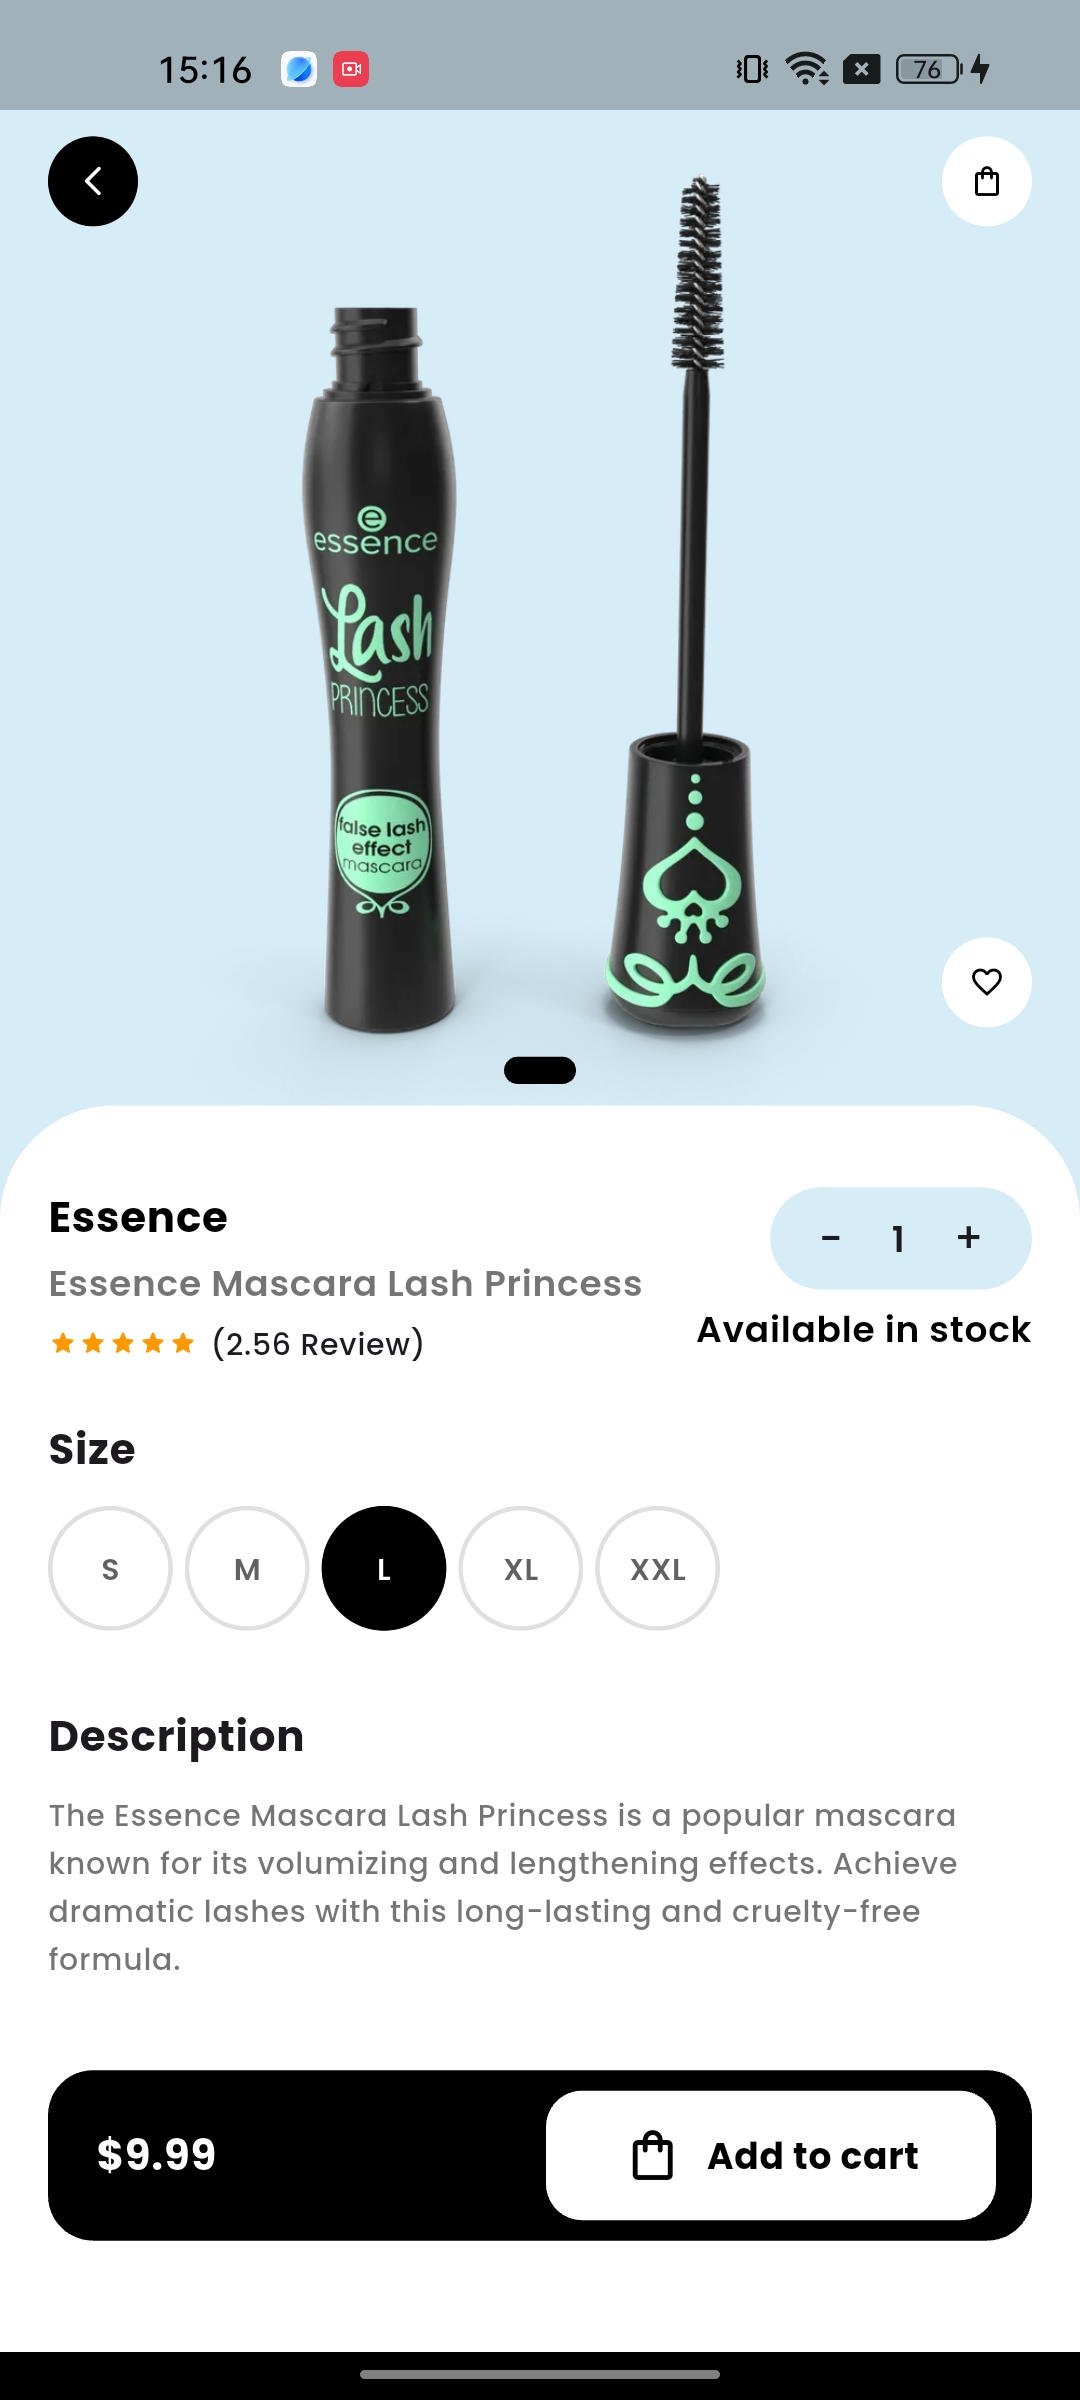 15:16
76
essence
Lash
PRINCESS
false lash
effect
mascara
Essence
- 1 +
Essence Mascara Lash Princess
(2.56 Review)
Available in stock
Size
S M L XL XXL
Description
The Essence Mascara Lash Princess is a popular mascara
known for its volumizing and lengthening effects. Achieve
dramatic lashes with this long-lasting and cruelty-free
formula.
$9.99
Add to cart